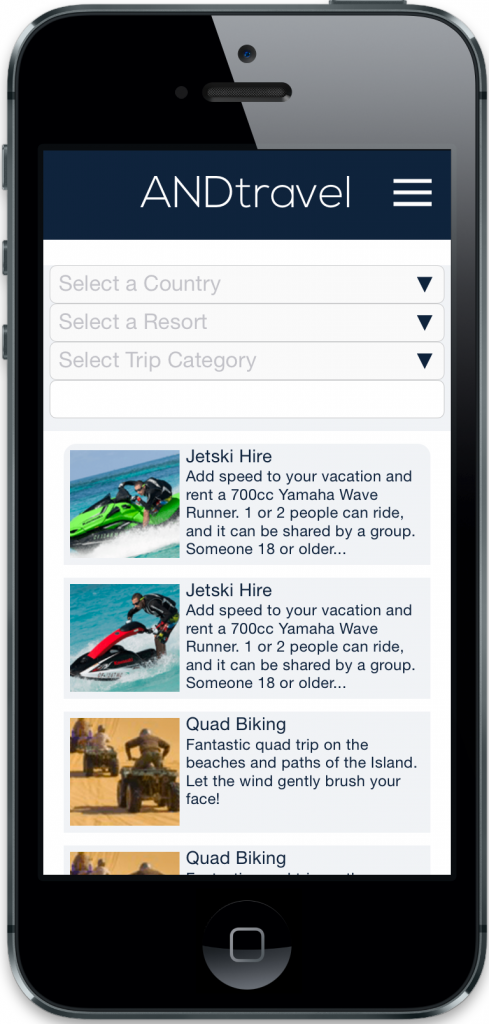 ANDtravel
Select a Country
Select a Resort
Select Trip Category
Jetski Hire
Add speed to your vacation and
rent a 700cc Yamaha Wave
Runner. 1 or 2 people can ride,
and it can be shared by a group.
Someone 18 or older...
Jetski Hire
Add speed to your vacation and
rent a 700cc Yamaha Wave
Runner. 1 or 2 people can ride,
and it can be shared by a group.
Someone 18 or older...
Quad Biking
Fantastic quad trip on the
beaches and paths of the Island.
Let the wind gently brush your
face!
Quad Biking